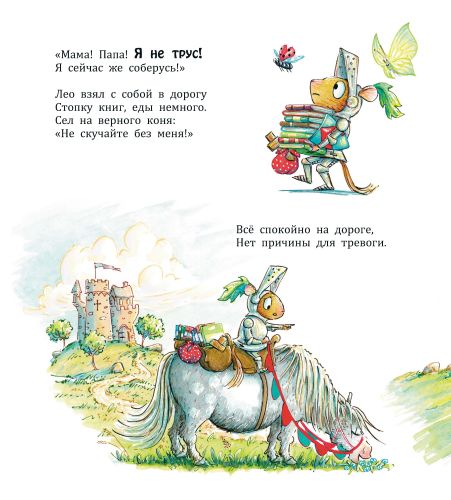 «Мама! Папа! Я не трус!
Я сейчас же соберусь!»
Лео взял с собой в дорогу
Стопку книг, еды немного.
Сел на верного коня:
«Не скучайте без меня!»
Всё спокойно на дороге,
Нет причины для тревоги.